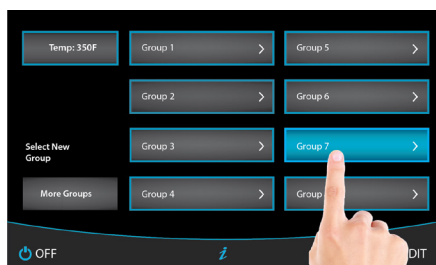 Temp: 350F
Group 1
Group 5
Group 2
Group 6
Select New
Group
Group 3
Group 7
More Groups
Group 4
Group
OFF
i